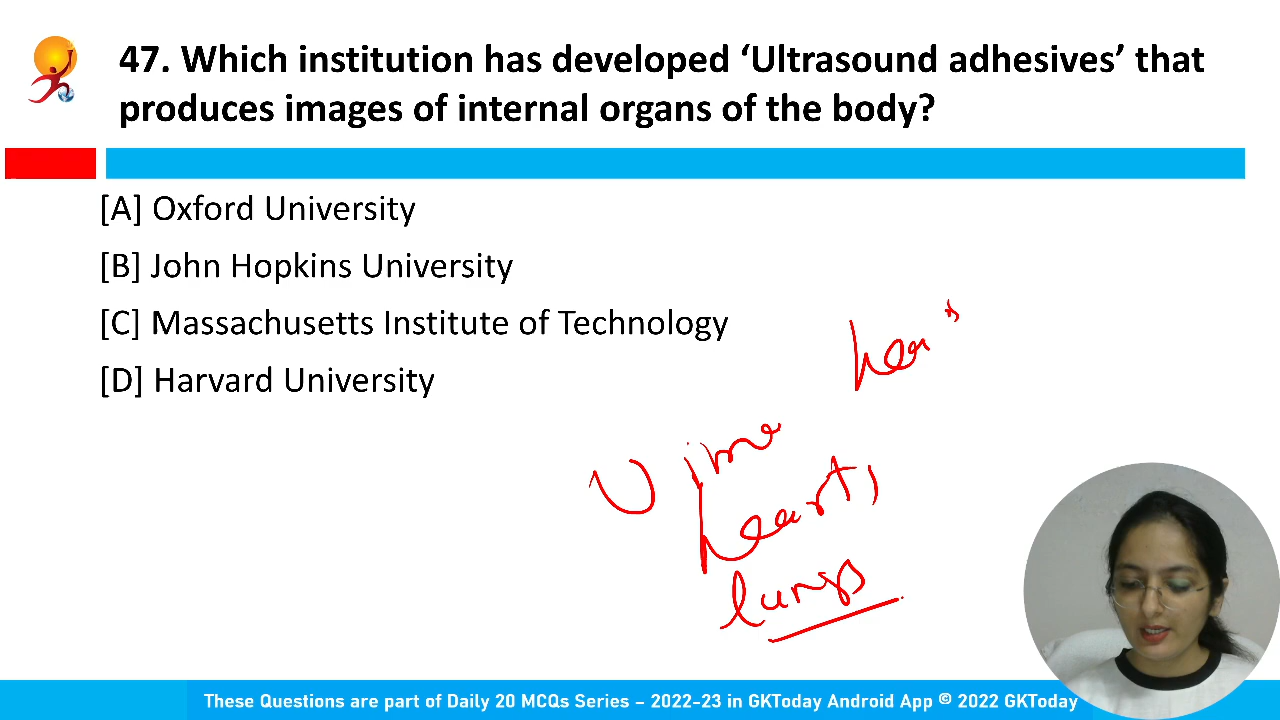 47. Which institution has developed ‘Ultrasound adhesives’ that
produces images of internal organs of the body?
[A] Oxford University
[B] John Hopkins University
[C] Massachusetts Institute of Technology
[D] Harvard University
heart,
lungs
These Questions are part of Daily 20 MCQs Series – 2022-23 in GKToday Android App © 2022 GKToday